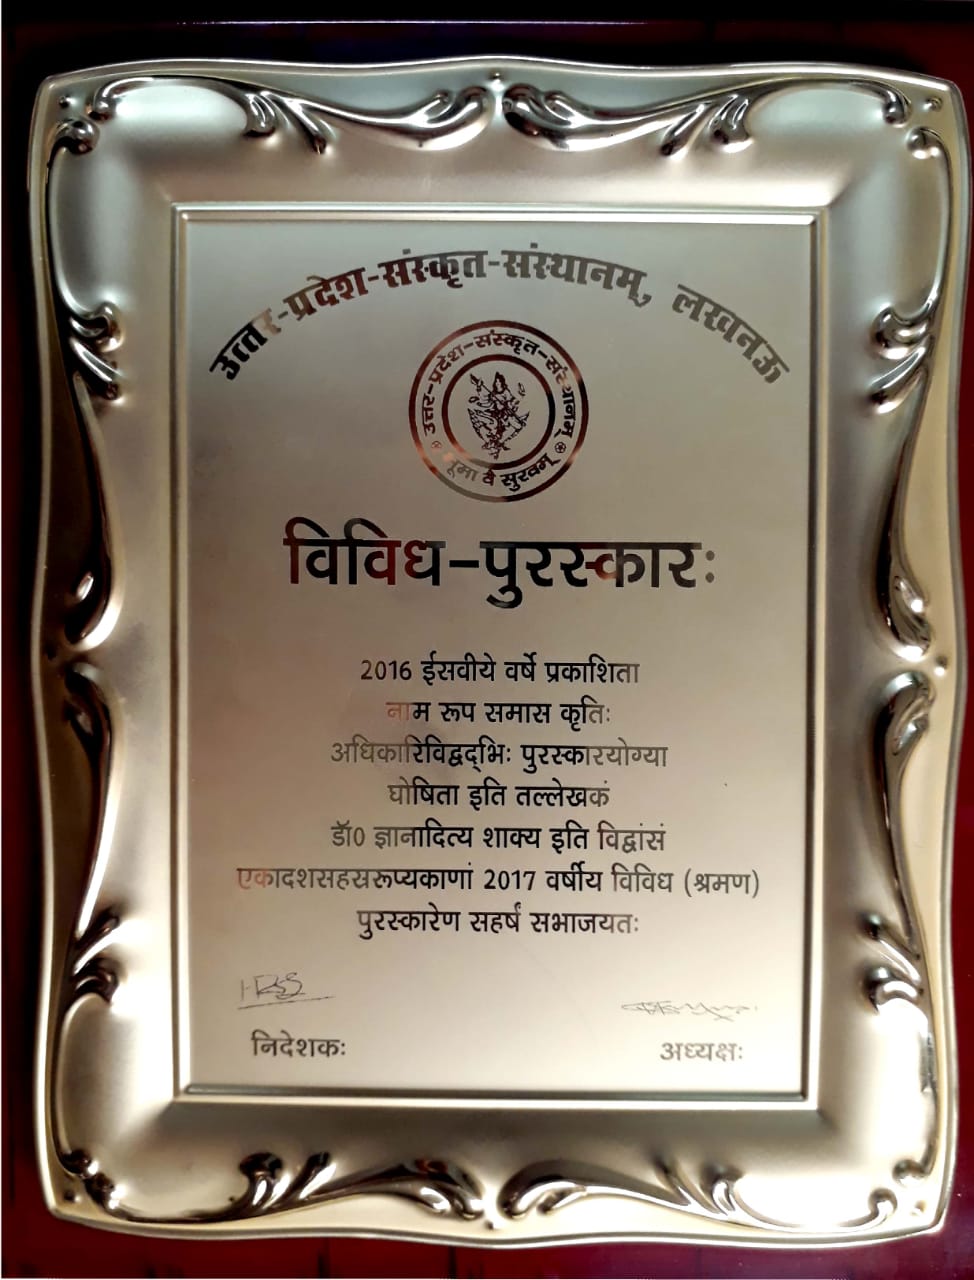 उत्तर-प्रदेश-संस्कृत-संस्थानम्, लखनऊ
उत्तर-प्रदेश-संस्कृत-संस्थानम्
भूमा वै सुखम्
विविध-पुरस्कारः
2016 ईसवीये वर्षे प्रकाशिता
नाम रूप समास कृतिः
अधिकारिविद्वद्भिः पुरस्कारयोग्या
घोषिता इति तल्लेखकं
डॉ0 ज्ञानादित्य शाक्य इति विद्वांसं
एकादशसहस्ररूप्यकाणां 2017 वर्षीय विविध (श्रमण)
पुरस्कारेण सहर्षं सभाजयतः
निदेशकः
अध्यक्षः